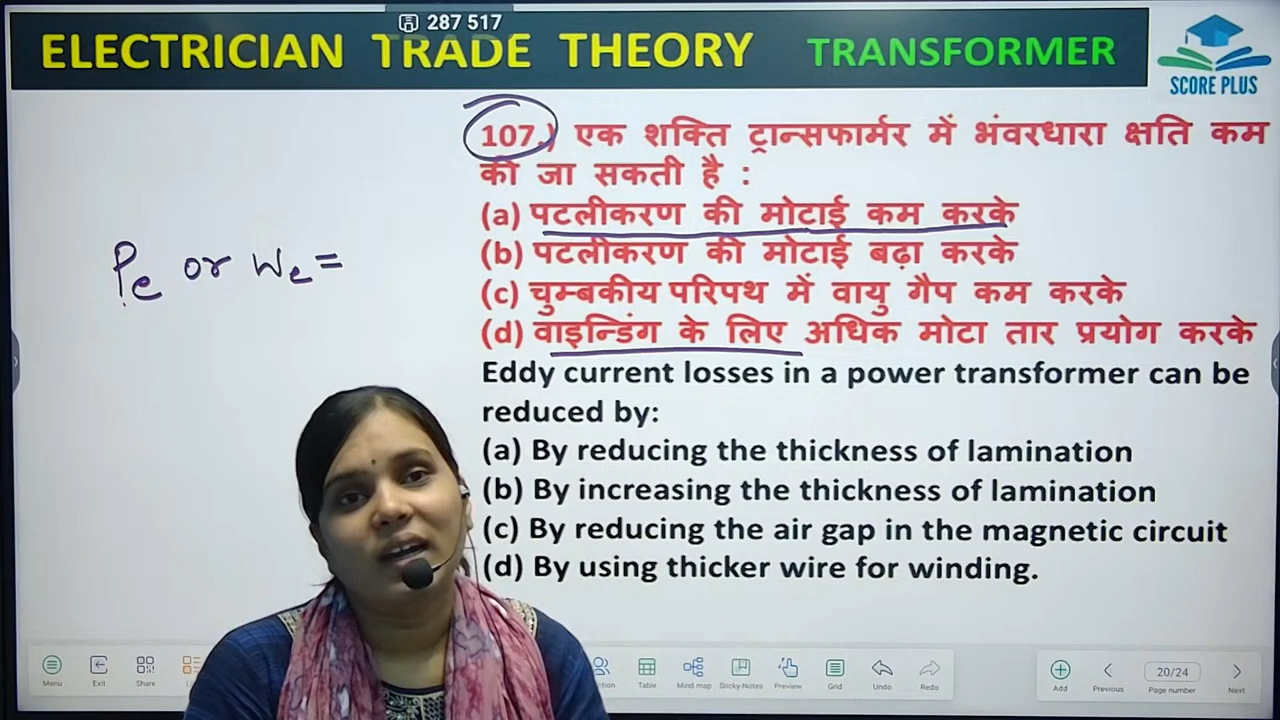 287 517
ELECTRICIAN TRADE THEORY TRANSFORMER
SCORE PLUS
107.) एक शक्ति ट्रान्सफार्मर में भंवरधारा क्षति कम
की जा सकती है :
(a) पटलीकरण की मोटाई कम करके
(b) पटलीकरण की मोटाई बढ़ा करके
Pe or We =
(c) चुम्बकीय परिपथ में वायु गैप कम करके
(d) वाइन्डिंग के लिए अधिक मोटा तार प्रयोग करके
Eddy current losses in a power transformer can be
reduced by:
(a) By reducing the thickness of lamination
(b) By increasing the thickness of lamination
(c) By reducing the air gap in the magnetic circuit
(d) By using thicker wire for winding.
Menu Exit Share Table Mind map Sticky-Notes Preview Grid Undo Redo Add Previous 20/24 Page number Next